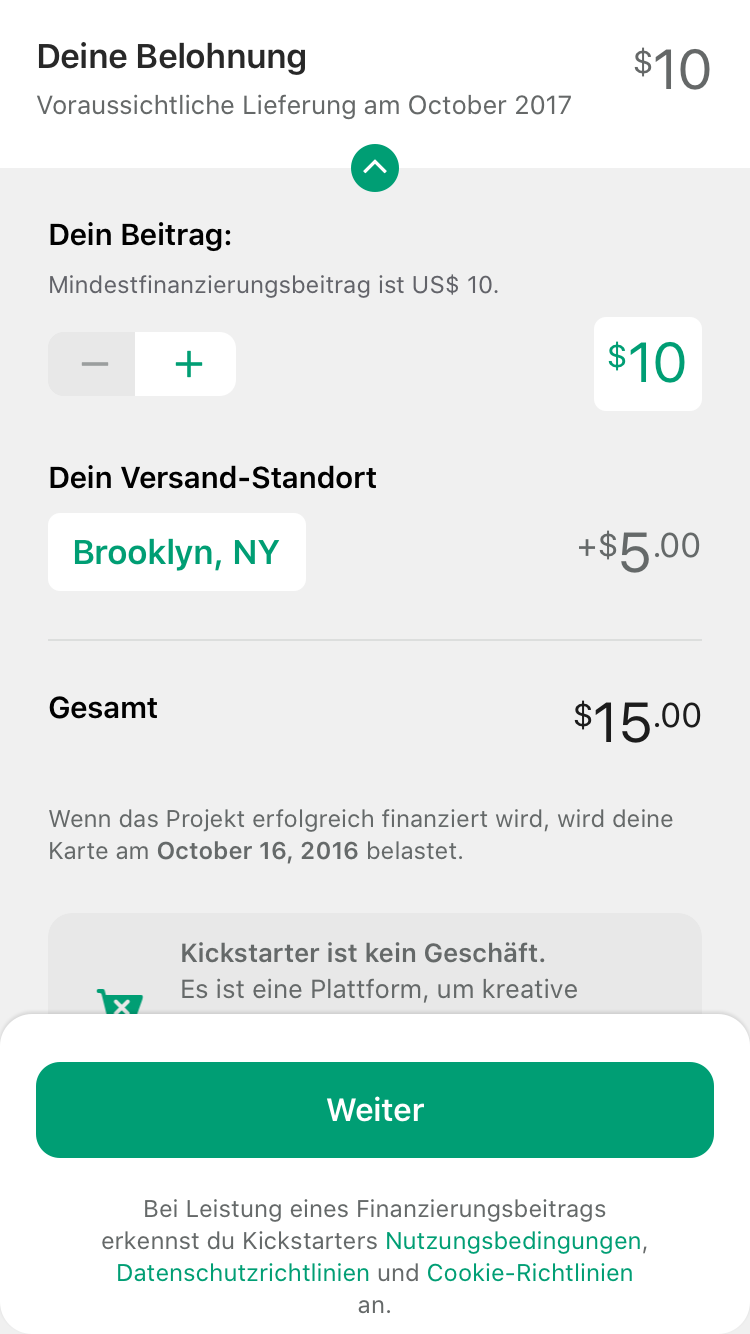 Deine Belohnung
$10
Voraussichtliche Lieferung am October 2017
Dein Beitrag:
Mindestfinanzierungsbeitrag ist US$ 10.
$10
Dein Versand-Standort
Brooklyn, NY
+$5.00
Gesamt
$15.00
Wenn das Projekt erfolgreich finanziert wird, wird deine
Karte am October 16, 2016 belastet.
Kickstarter ist kein Geschäft.
Es ist eine Plattform, um kreative
Weiter
Bei Leistung eines Finanzierungsbeitrags
erkennst du Kickstarters Nutzungsbedingungen,
Datenschutzrichtlinien und Cookie-Richtlinien
an.